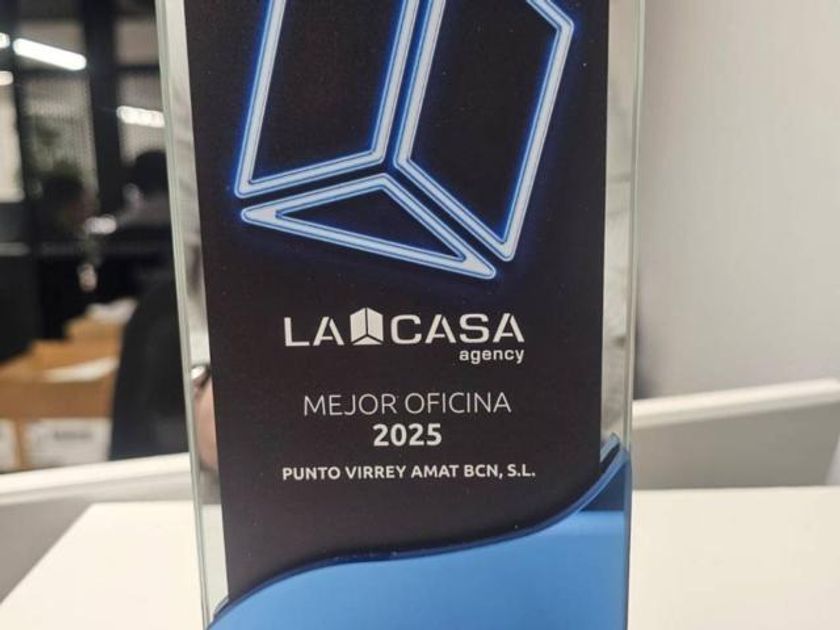 LA CASA
agency
MEJOR OFICINA
2025
PUNTO VIRREY AMAT BCN, S.L.